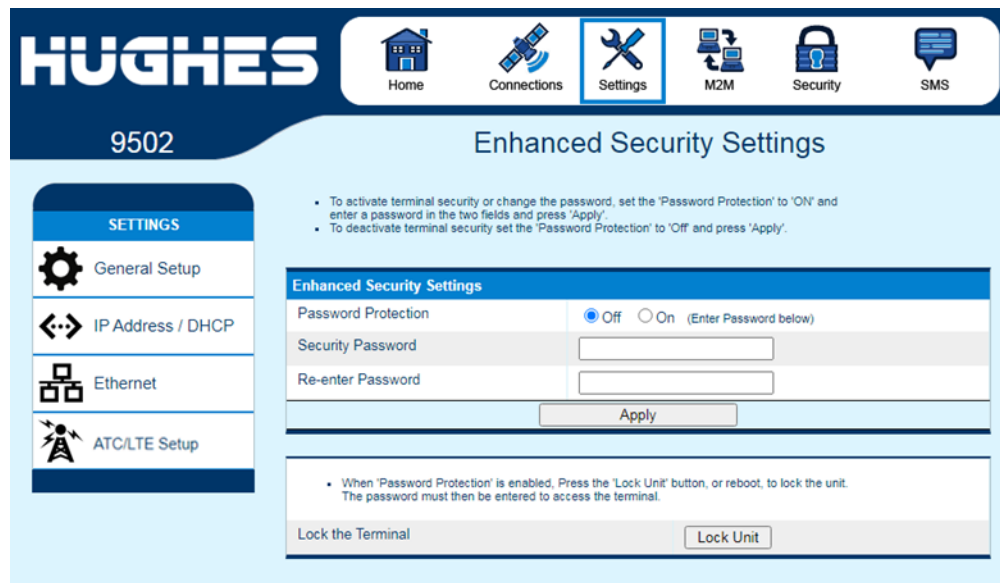 HUGHES
Home
Connections
Settings
M2M
Security
SMS
9502
Enhanced Security Settings
SETTINGS
General Setup
IP Address / DHCP
Ethernet
ATC/LTE Setup
To activate terminal security or change the password, set the 'Password Protection' to 'ON' and
enter a password in the two fields and press 'Apply'.
To deactivate terminal security set the 'Password Protection' to 'Off' and press 'Apply'.
Enhanced Security Settings
Password Protection
Off On (Enter Password below)
Security Password
Re-enter Password
Apply
When 'Password Protection' is enabled, Press the 'Lock Unit' button, or reboot, to lock the unit.
The password must then be entered to access the terminal.
Lock the Terminal
Lock Unit